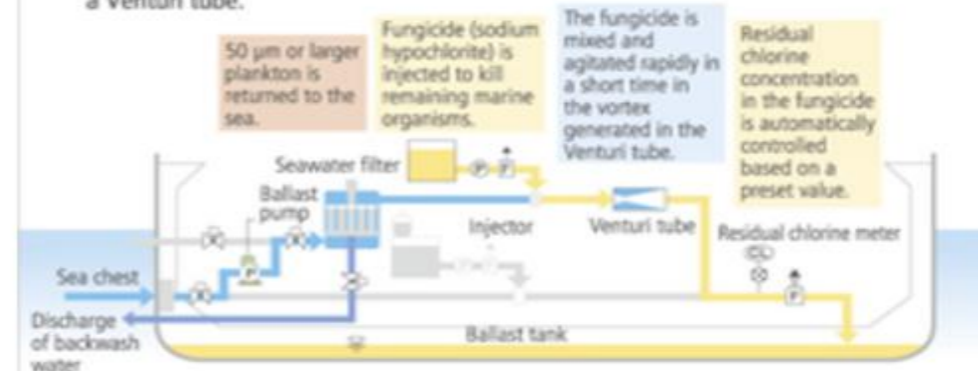 a Venturi tube.
50 µm or larger
plankton is
returned to the
sea.
Fungicide (sodium
hypochlorite) is
injected to kill
remaining marine
organisms.
The fungicide is
mixed and
agitated rapidly in
a short time in
the vortex
generated in the
Venturi tube.
Residual
chlorine
concentration
in the fungicide
is automatically
controlled
based on a
preset value.
Seawater filter
Ballast
pump
P
F
Injector
Venturi tube
Residual chlorine meter
CL
F
P
Sea chest
Discharge
of backwash
water
Ballast tank